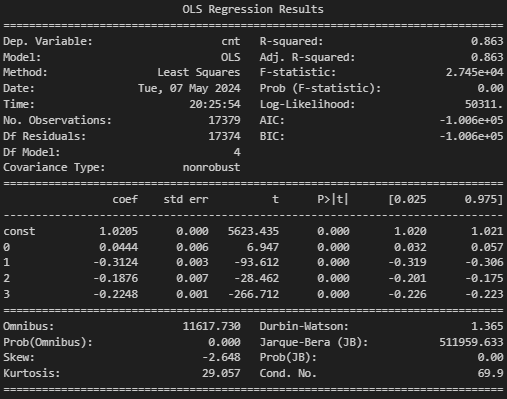 OLS Regression Results
==============================================================================
Dep. Variable:                    cnt   R-squared:                       0.863
Model:                            OLS   Adj. R-squared:                  0.863
Method:                 Least Squares   F-statistic:                 2.745e+04
Date:                Tue, 07 May 2024   Prob (F-statistic):               0.00
Time:                        20:25:54   Log-Likelihood:                 50311.
No. Observations:               17379   AIC:                        -1.006e+05
Df Residuals:                   17374   BIC:                        -1.006e+05
Df Model:                           4
Covariance Type:            nonrobust
==============================================================================
                 coef    std err          t      P>|t|      [0.025      0.975]
------------------------------------------------------------------------------
const          1.0205      0.000   5623.435      0.000       1.020       1.021
0              0.0444      0.006      6.947      0.000       0.032       0.057
1             -0.3124      0.003    -93.612      0.000      -0.319      -0.306
2             -0.1876      0.007    -28.462      0.000      -0.201      -0.175
3             -0.2248      0.001   -266.712      0.000      -0.226      -0.223
==============================================================================
Omnibus:                    11617.730   Durbin-Watson:                   1.365
Prob(Omnibus):                  0.000   Jarque-Bera (JB):           511959.633
Skew:                          -2.648   Prob(JB):                         0.00
Kurtosis:                      29.057   Cond. No.                         69.9
==============================================================================